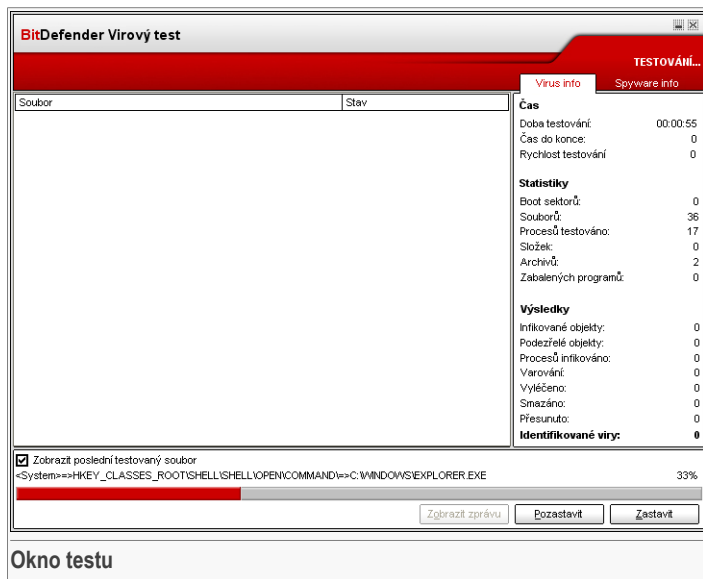 BitDefender Virový test
TESTOVÁNÍ...
Virus info Spyware info
Soubor Stav
Čas
Doba testování: 00:00:55
Čas do konce: 0
Rychlost testování 0
Statistiky
Boot sektorů: 0
Souborů: 36
Procesů testováno: 17
Složek: 0
Archivů: 2
Zabalených programů: 0
Výsledky
Infikované objekty: 0
Podezřelé objekty: 0
Procesů infikováno: 0
Varování: 0
Vyléčeno: 0
Smazáno: 0
Přesunuto: 0
Identifikované viry: 0
Zobrazit poslední testovaný soubor
<System>=>HKEY_CLASSES_ROOT\SHELL\SHELL\OPEN\COMMAND\=>C:\WINDOWS\EXPLORER.EXE 33%
Zobrazit zprávu Pozastavit Zastavit
Okno testu